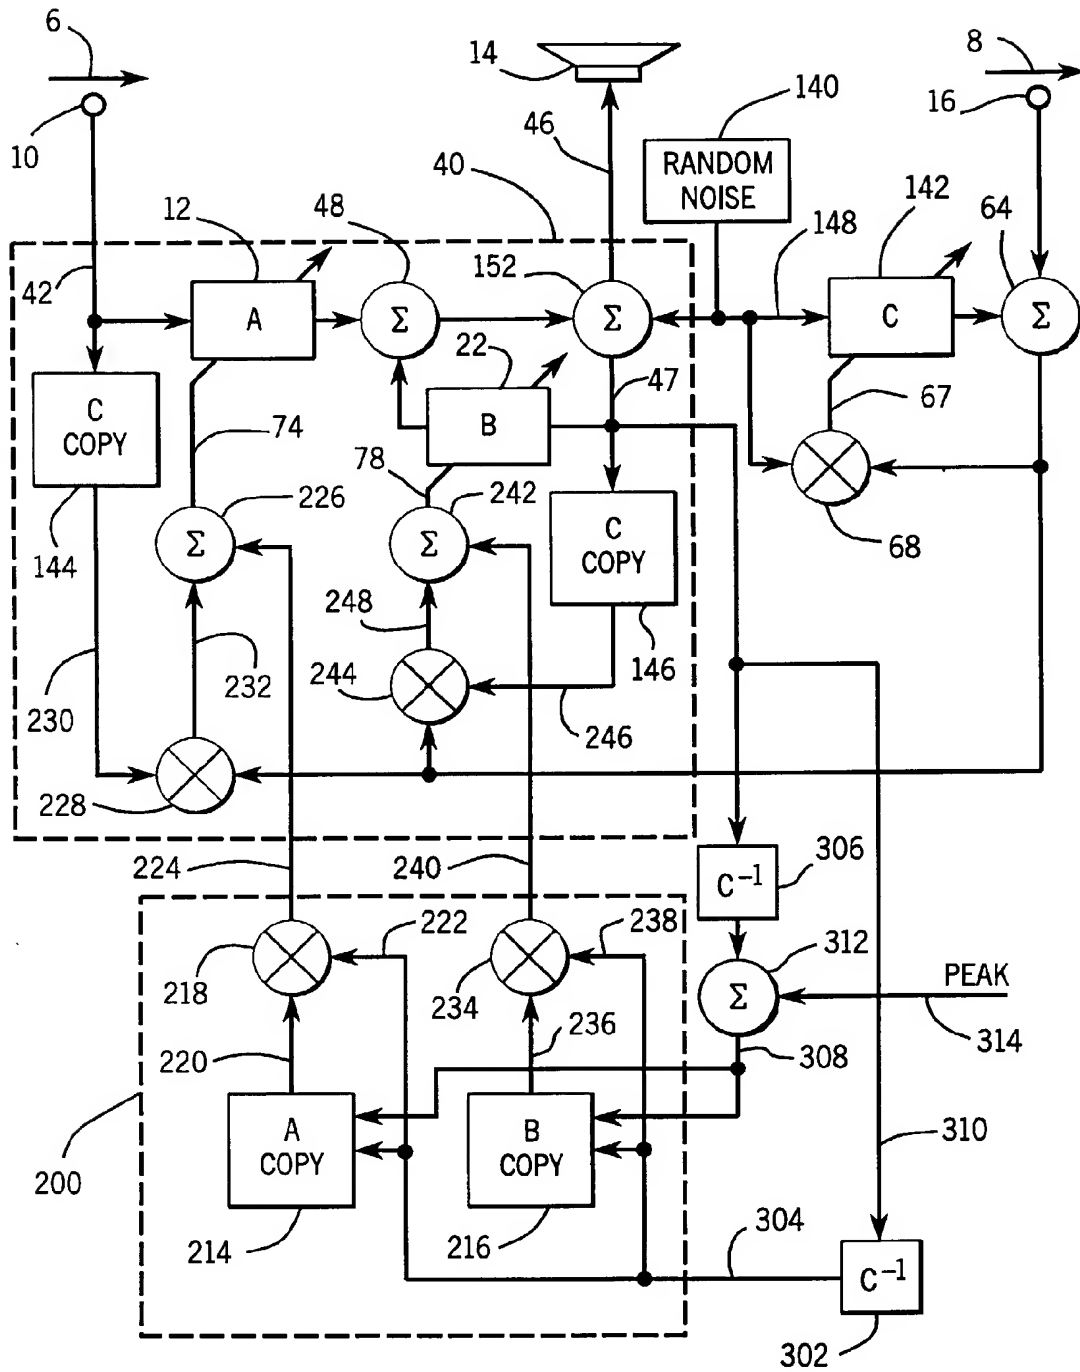 6
14
8
10
140
16
46
RANDOM
NOISE
40
12
48
142
64
148
152
42
A
Σ
Σ
C
Σ
22
47
C
COPY
B
67
74
78
226
242
C
COPY
68
Σ
Σ
144
248
232
244
146
230
246
228
224
240
306
C⁻¹
222
238
312
218
234
Σ
PEAK
236
314
220
308
A
COPY
B
COPY
310
200
304
214
216
C⁻¹
302